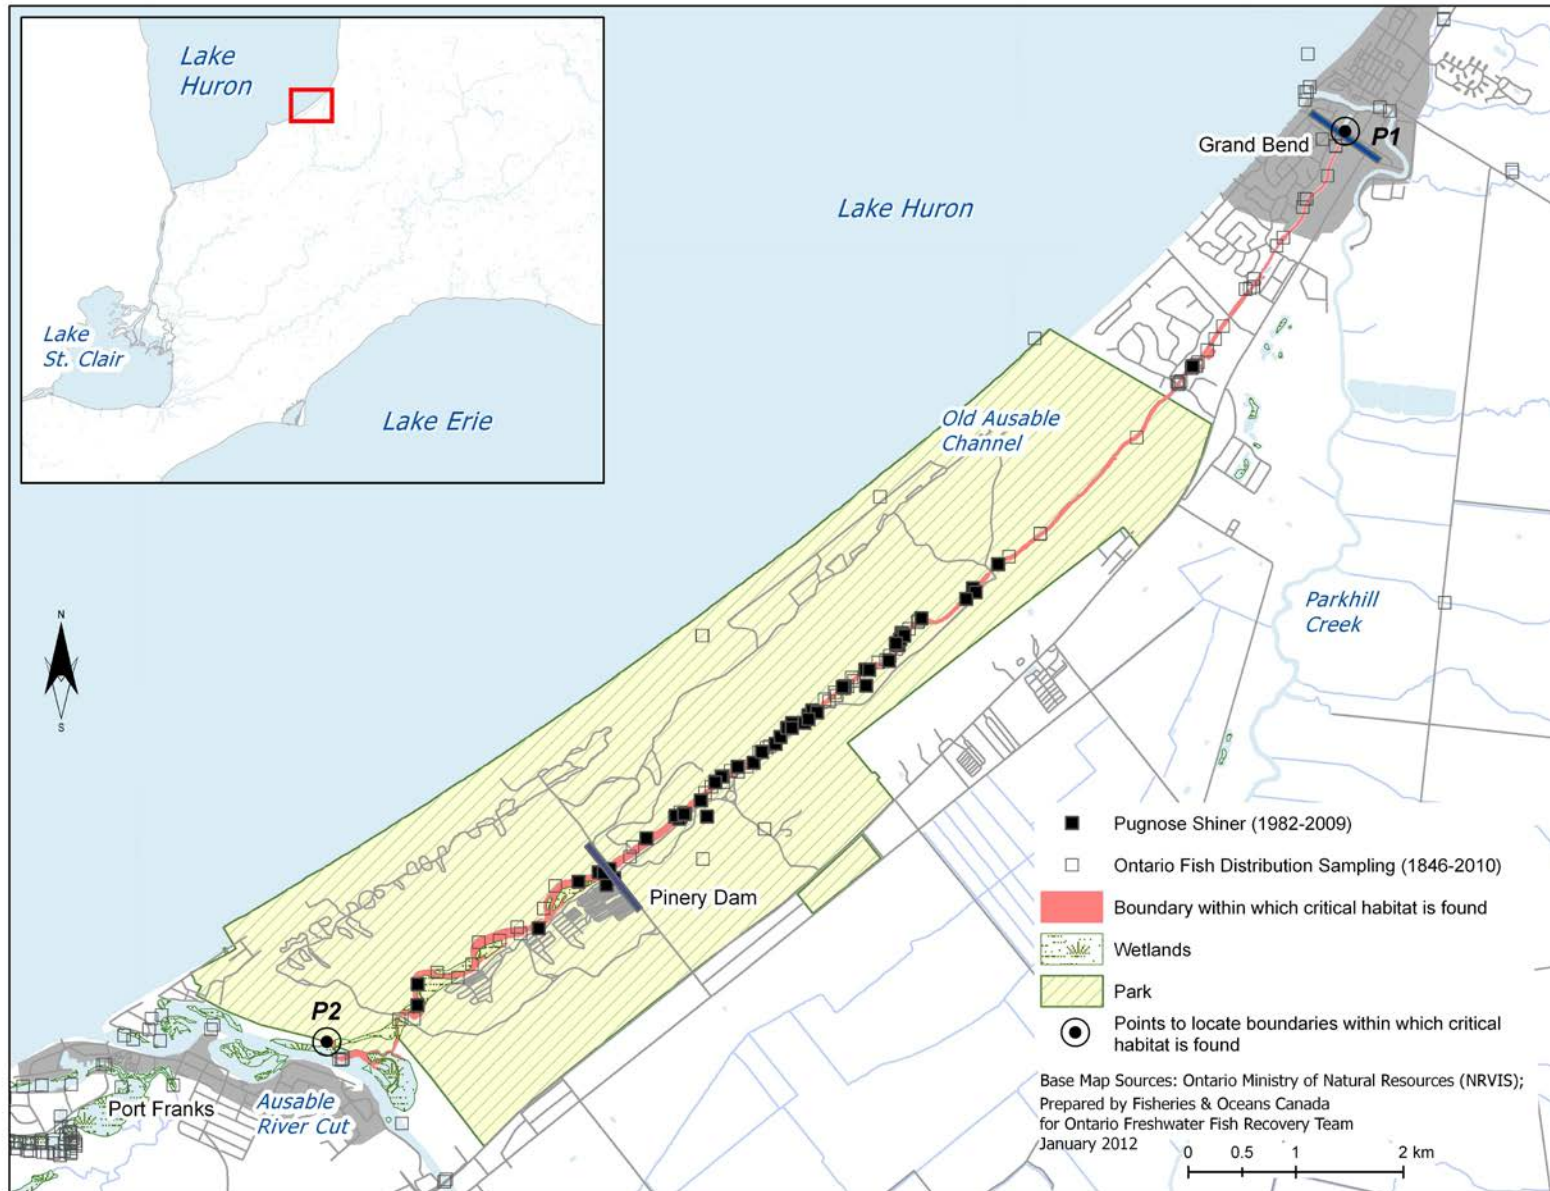 Lake
Huron
Lake
St. Clair
Lake Erie
Lake Huron
Grand Bend
P1
Old Ausable
Channel
Parkhill
Creek
N
S
Pinery Dam
P2
Port Franks
Ausable
River Cut
Pugnose Shiner (1982-2009)
Ontario Fish Distribution Sampling (1846-2010)
Boundary within which critical habitat is found
Wetlands
Park
Points to locate boundaries within which critical
habitat is found
Base Map Sources: Ontario Ministry of Natural Resources (NRVIS);
Prepared by Fisheries & Oceans Canada
for Ontario Freshwater Fish Recovery Team
January 2012
0 0.5 1 2 km